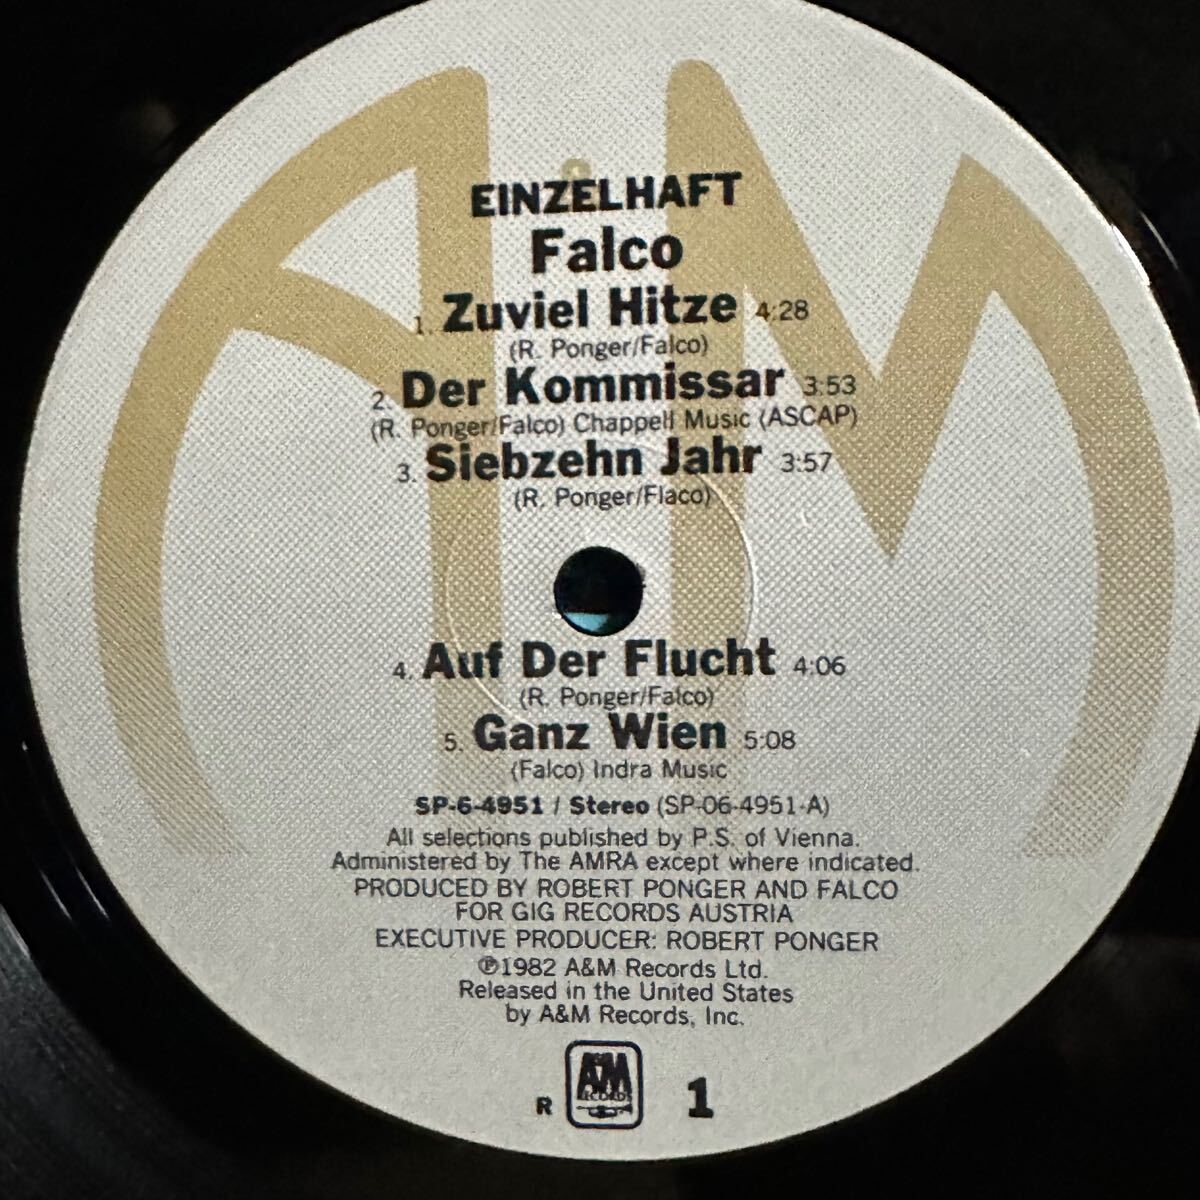 EINZELHAFT
Falco
1. Zuviel Hitze 4:28
(R. Ponger/Falco)
2. Der Kommissar 3:53
(R. Ponger/Falco) Chappell Music (ASCAP)
3. Siebzehn Jahr 3:57
(R. Ponger/Flaco)
4. Auf Der Flucht 4:06
(R. Ponger/Falco)
5. Ganz Wien 5:08
(Falco) Indra Music
SP-6-4951 / Stereo (SP-06-4951-A)
All selections published by P.S. of Vienna.
Administered by The AMRA except where indicated.
PRODUCED BY ROBERT PONGER AND FALCO
FOR GIG RECORDS AUSTRIA
EXECUTIVE PRODUCER: ROBERT PONGER
℗1982 A&M Records Ltd.
Released in the United States
by A&M Records, Inc.
R A&M RECORDS 1